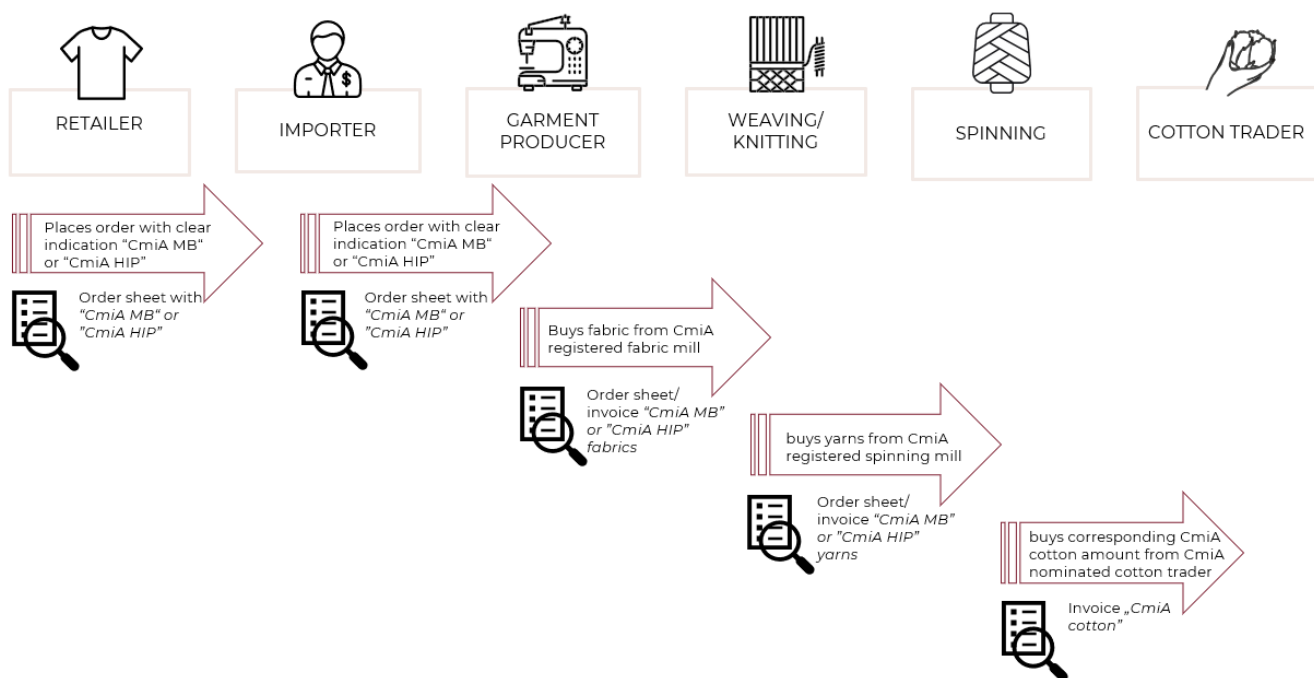 RETAILER
IMPORTER
GARMENT
PRODUCER
WEAVING/
KNITTING
SPINNING
COTTON TRADER
Places order with clear
indication “CmiA MB“
or “CmiA HIP”
Order sheet with
“CmiA MB“ or
”CmiA HIP”
Places order with clear
indication “CmiA MB“
or “CmiA HIP”
Order sheet with
“CmiA MB“ or
”CmiA HIP”
Buys fabric from CmiA
registered fabric mill
Order sheet/
invoice “CmiA MB”
or ”CmiA HIP”
fabrics
buys yarns from CmiA
registered spinning mill
Order sheet/
invoice “CmiA MB”
or ”CmiA HIP”
yarns
buys corresponding CmiA
cotton amount from CmiA
nominated cotton trader
Invoice „CmiA
cotton”